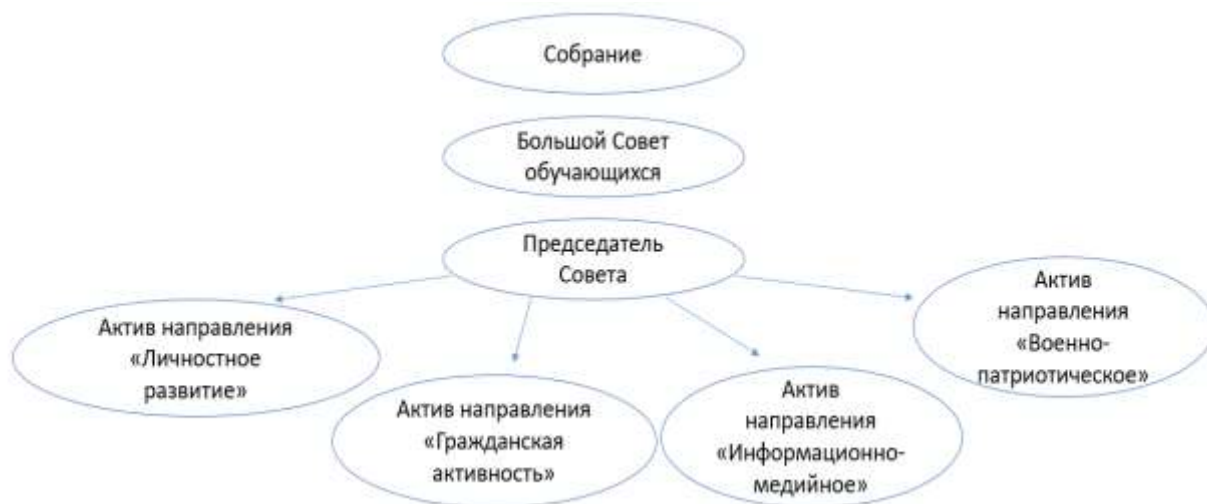 Собрание
Большой Совет
обучающихся
Председатель
Совета
Актив направления
«Личностное
развитие»
Актив направления
«Гражданская
активность»
Актив
направления
«Информационно-
медийное»
Актив
направления
«Военно-
патриотическое»